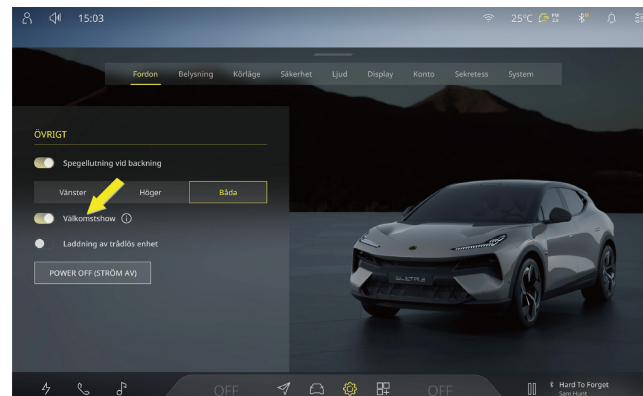 15:03
25°C
Fordon Belysning Körläge Säkerhet Ljud Display Konto Sekretess System
ÖVRIGT
Spegellutning vid backning
Vänster Höger Båda
Välkomstshow
Laddning av trådlös enhet
POWER OFF (STRÖM AV)
OFF OFF
Hard To Forget
Sam Hunt